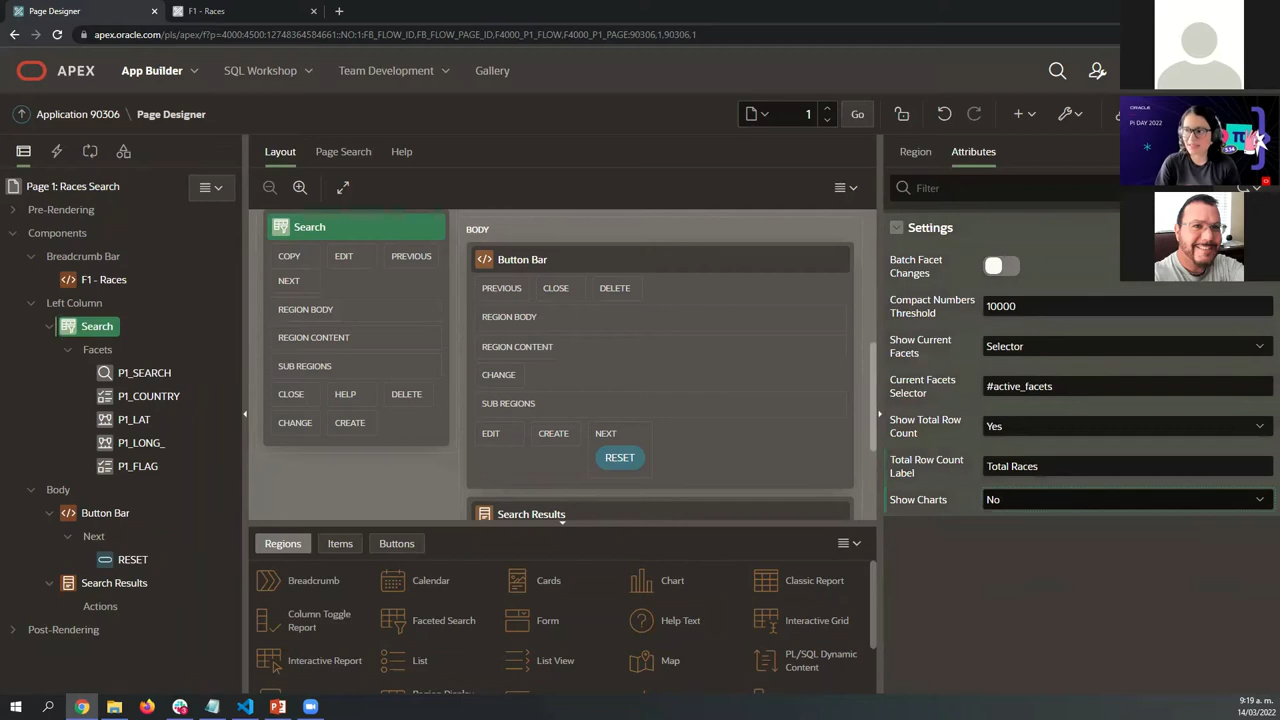 Page Designer
F1 - Races
apex.oracle.com/pls/apex/f?p=4000:4500:12748364584661::NO:1:FB_FLOW_ID,FB_FLOW_PAGE_ID,F4000_P1_FLOW,F4000_P1_PAGE:90306,1,90306,1
APEX
App Builder
SQL Workshop
Team Development
Gallery
ORACLE
PI DAY 2022
π
3.14
Application 90306 \ Page Designer
1
Go
Layout
Page Search
Help
Region
Attributes
Page 1: Races Search
Filter
Pre-Rendering
Components
Breadcrumb Bar
F1 - Races
Left Column
Search
Facets
P1_SEARCH
P1_COUNTRY
P1_LAT
P1_LONG_
P1_FLAG
Body
Button Bar
Next
RESET
Search Results
Actions
Post-Rendering
Search
COPY
EDIT
PREVIOUS
NEXT
REGION BODY
REGION CONTENT
SUB REGIONS
CLOSE
HELP
DELETE
CHANGE
CREATE
BODY
Button Bar
PREVIOUS
CLOSE
DELETE
REGION BODY
REGION CONTENT
CHANGE
SUB REGIONS
EDIT
CREATE
NEXT
RESET
Search Results
Regions
Items
Buttons
Breadcrumb
Calendar
Cards
Chart
Classic Report
Column Toggle
Report
Faceted Search
Form
Help Text
Interactive Grid
Interactive Report
List
List View
Map
PL/SQL Dynamic
Content
Region Display
Settings
Batch Facet
Changes
Compact Numbers
Threshold
10000
Show Current
Facets
Selector
Current Facets
Selector
#active_facets
Show Total Row
Count
Yes
Total Row Count
Label
Total Races
Show Charts
No
9:19 a. m.
14/03/2022